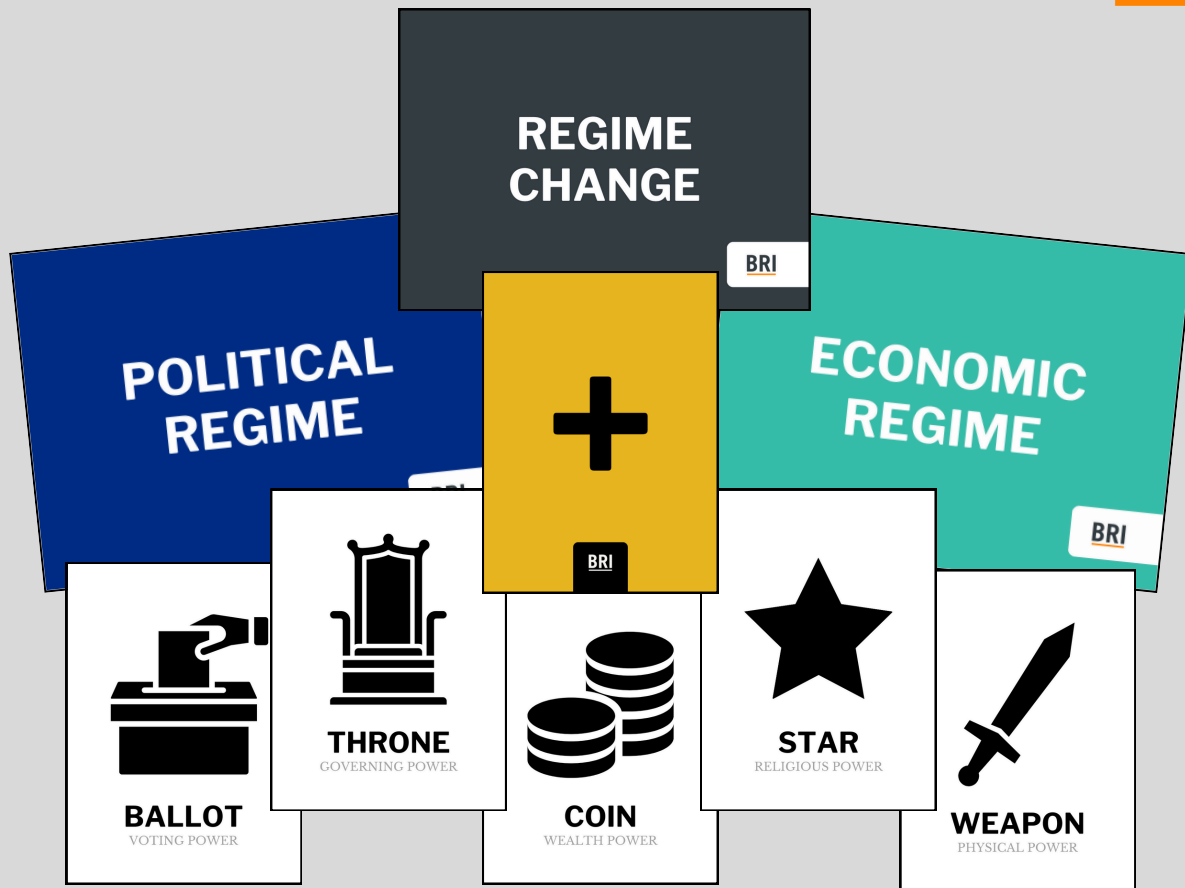 REGIME
CHANGE
BRI
POLITICAL
REGIME
ECONOMIC
REGIME
BRI
BRI
THRONE
GOVERNING POWER
STAR
RELIGIOUS POWER
BALLOT
VOTING POWER
COIN
WEALTH POWER
WEAPON
PHYSICAL POWER